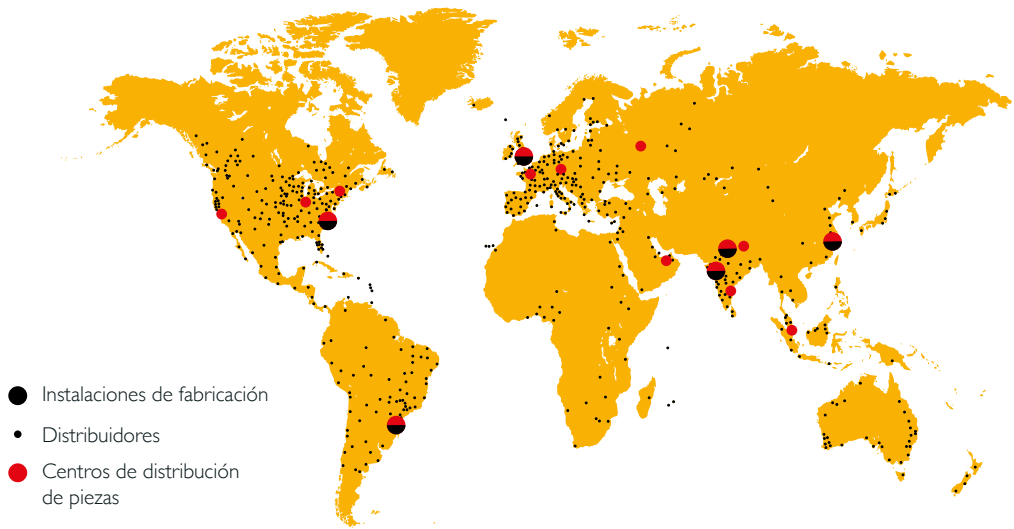 Instalaciones de fabricación
Distribuidores
Centros de distribución
de piezas